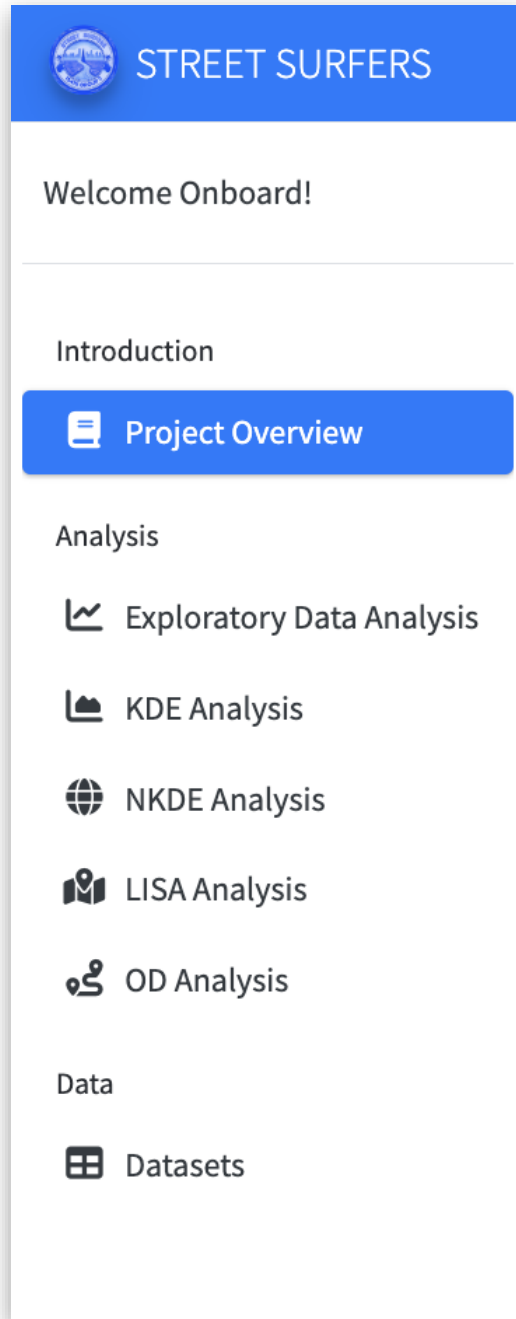 STREET SURFERS
Welcome Onboard!
Introduction
Project Overview
Analysis
Exploratory Data Analysis
KDE Analysis
NKDE Analysis
LISA Analysis
OD Analysis
Data
Datasets